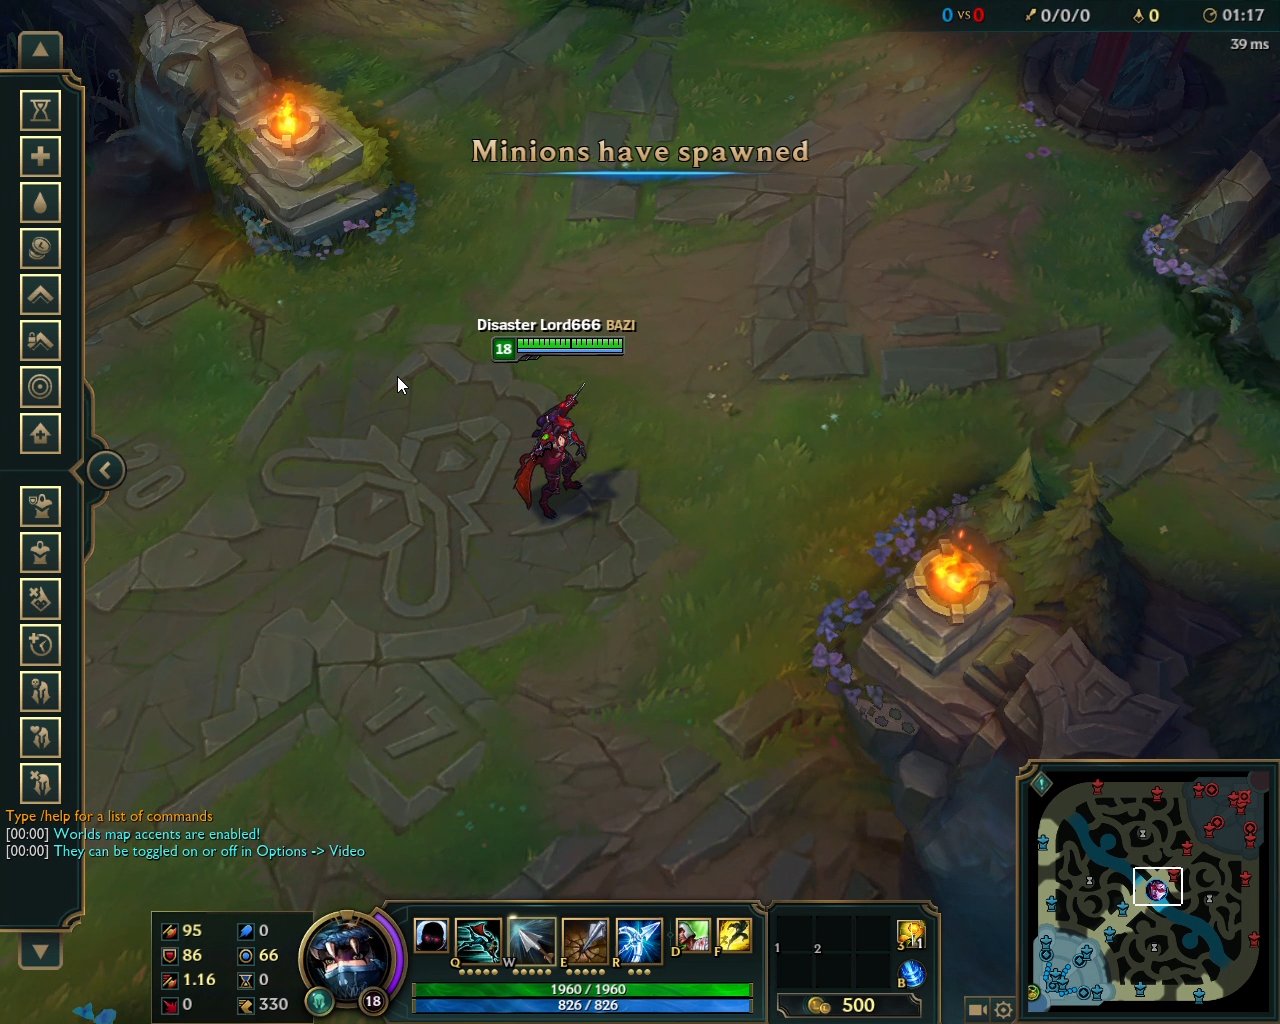 0 vs 0 0/0/0 0 01:17
39 ms
Minions have spawned
Disaster Lord666 BAZI
18
Type /help for a list of commands
[00:00] Worlds map accents are enabled!
[00:00] They can be toggled on or off in Options -> Video
95 0
86 66
1.16 0
0 330
18
Q W E R D F
1960 / 1960
826 / 826
1 2 3 1
B
500